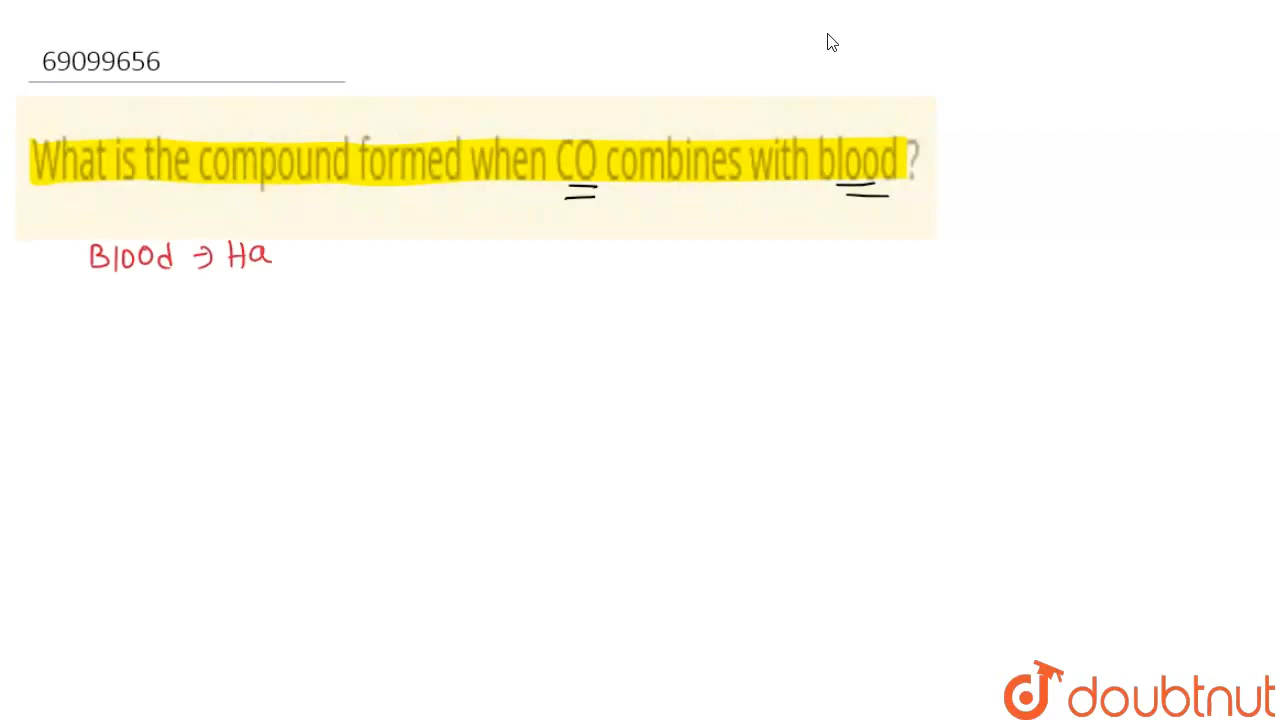 69099656
What is the compound formed when CO combines with blood ?
Blood → Ha
doubtnut